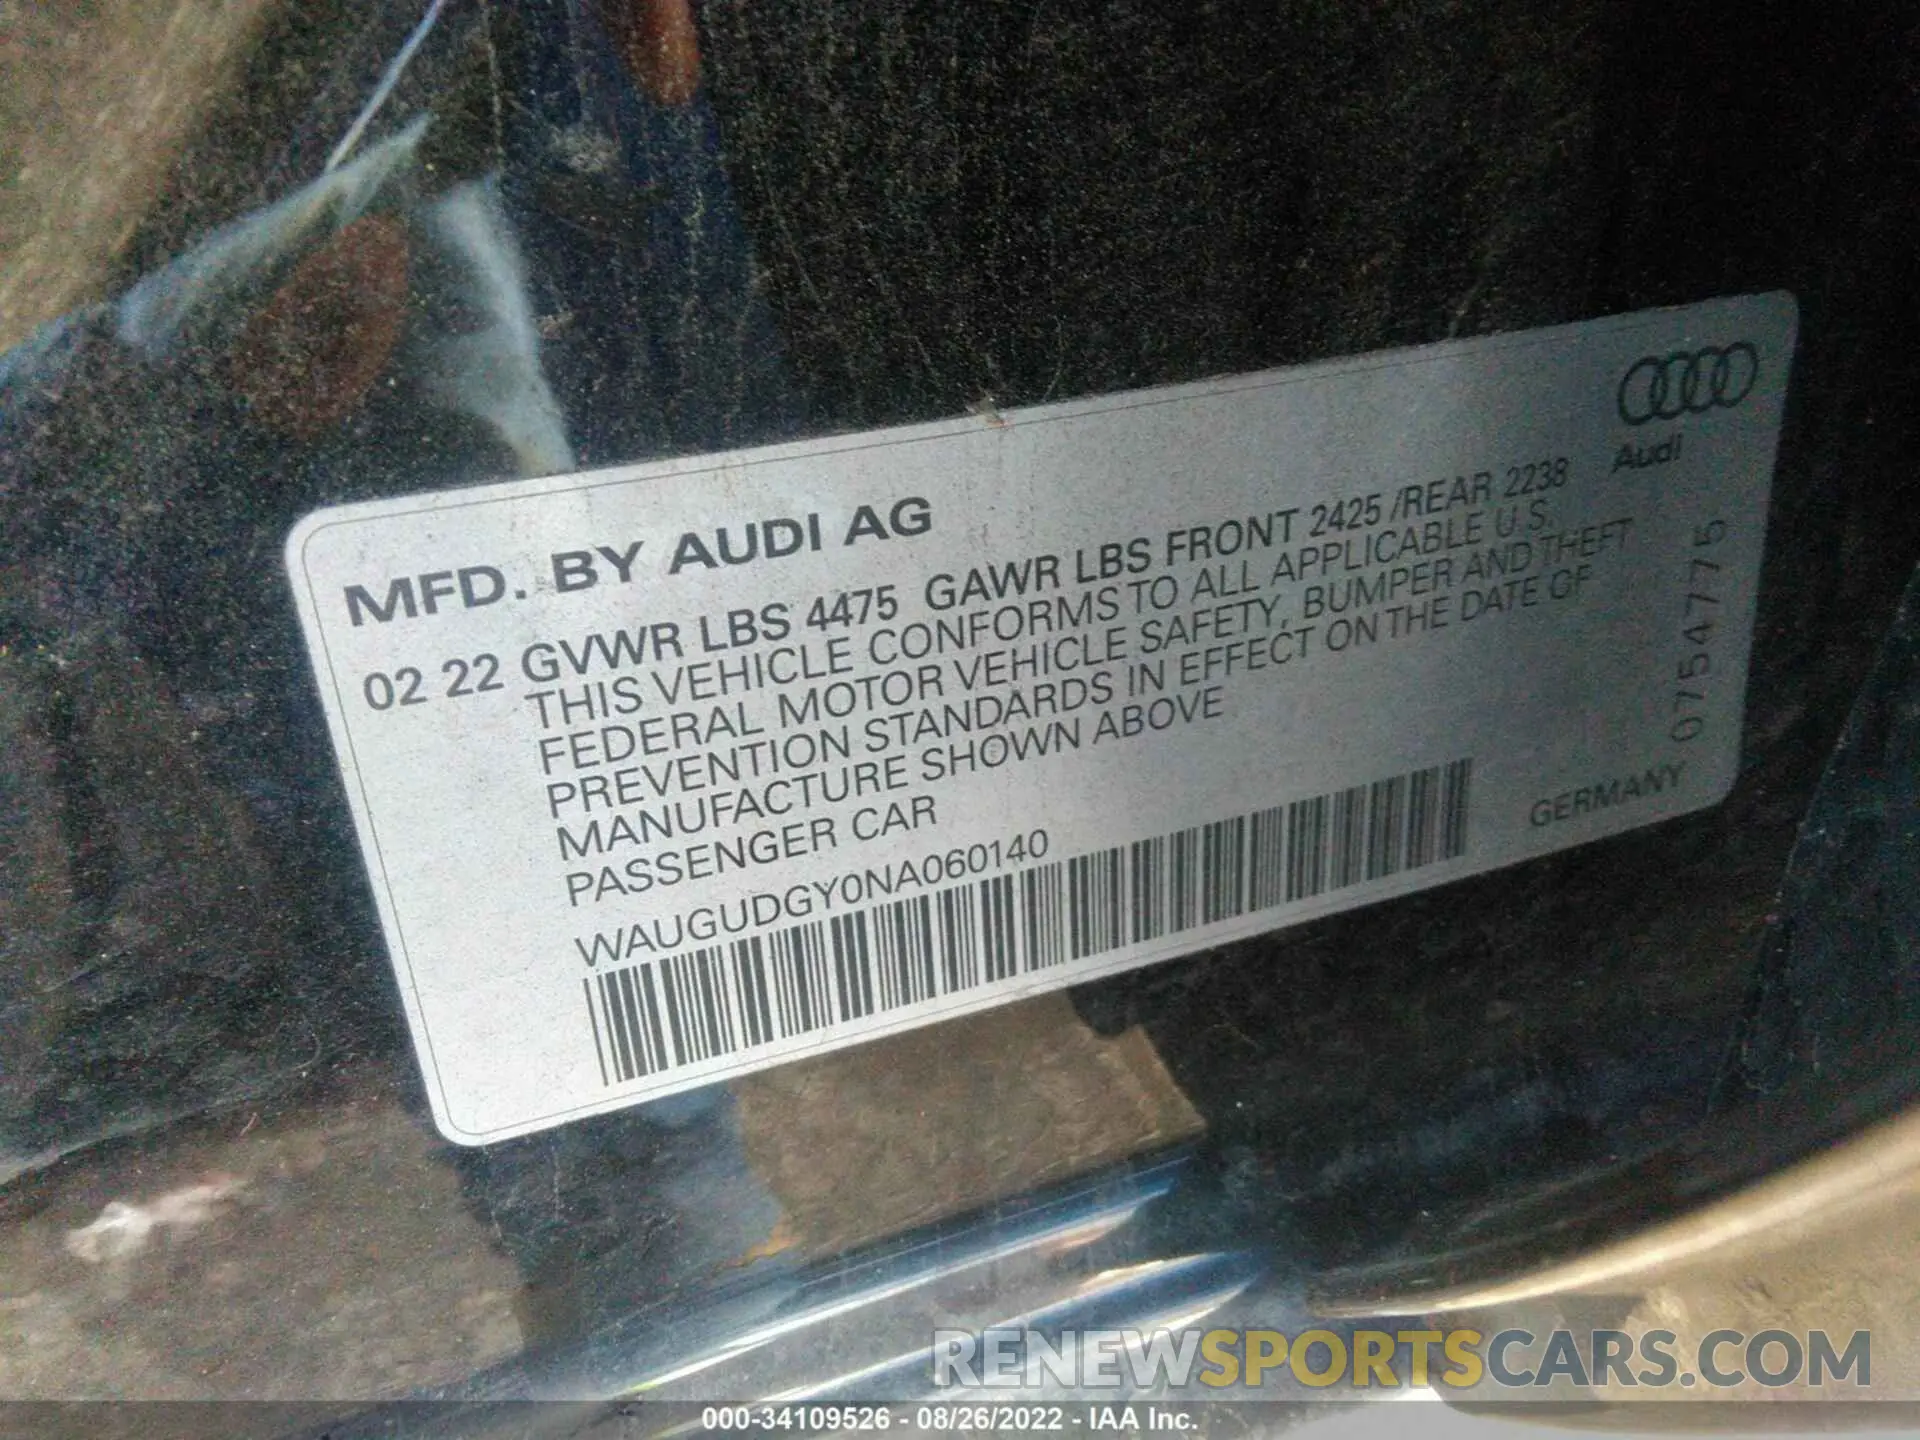 Audi
MFD. BY AUDI AG
02 22 GVWR LBS 4475 GAWR LBS FRONT 2425 /REAR 2238
THIS VEHICLE CONFORMS TO ALL APPLICABLE U.S.
FEDERAL MOTOR VEHICLE SAFETY, BUMPER AND THEFT
PREVENTION STANDARDS IN EFFECT ON THE DATE OF
MANUFACTURE SHOWN ABOVE
PASSENGER CAR
WAUGUDGY0NA060140
GERMANY
0754775
RENEWSPORTSCARS.COM
000-34109526 - 08/26/2022 - IAA Inc.